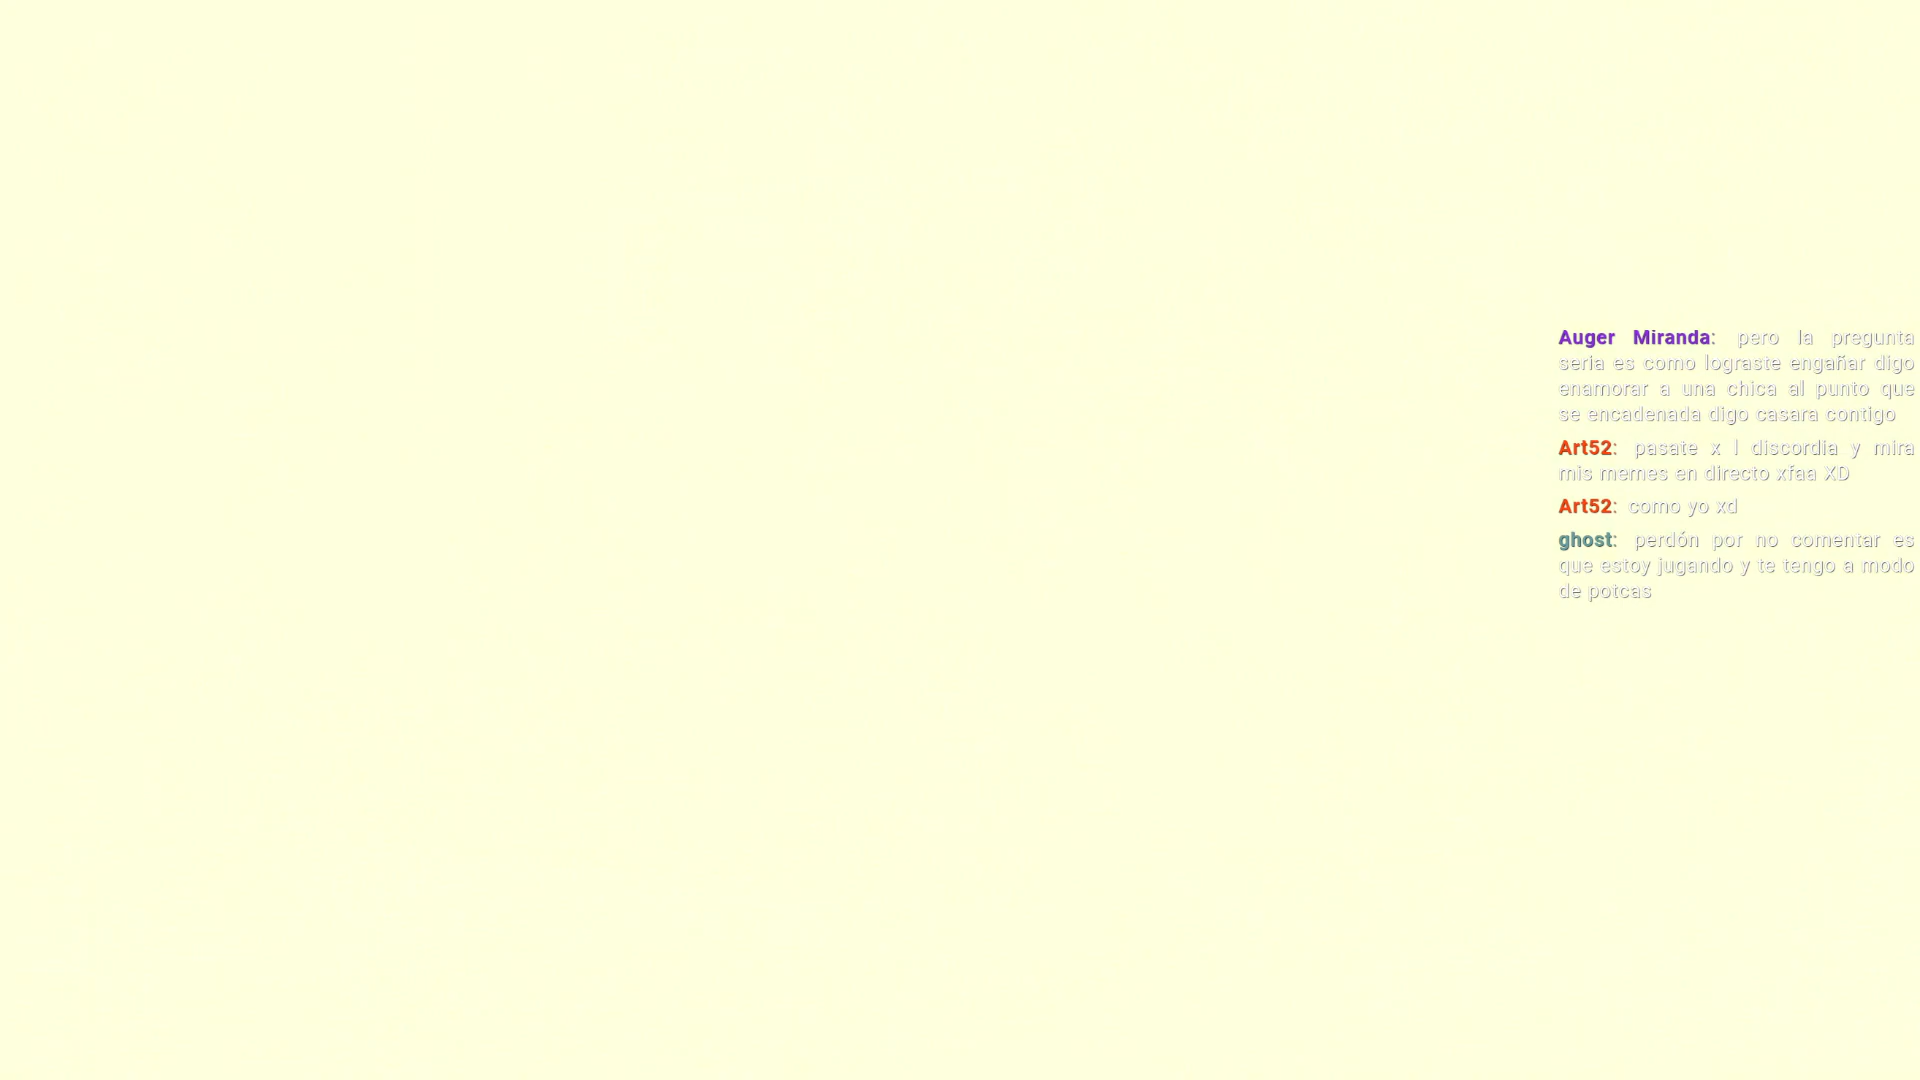 Auger Miranda: pero la pregunta
seria es como lograste engañar digo
enamorar a una chica al punto que
se encadenada digo casara contigo
Art52: pasate x l discordia y mira
mis memes en directo xfaa XD
Art52: como yo xd
ghost: perdón por no comentar es
que estoy jugando y te tengo a modo
de potcas